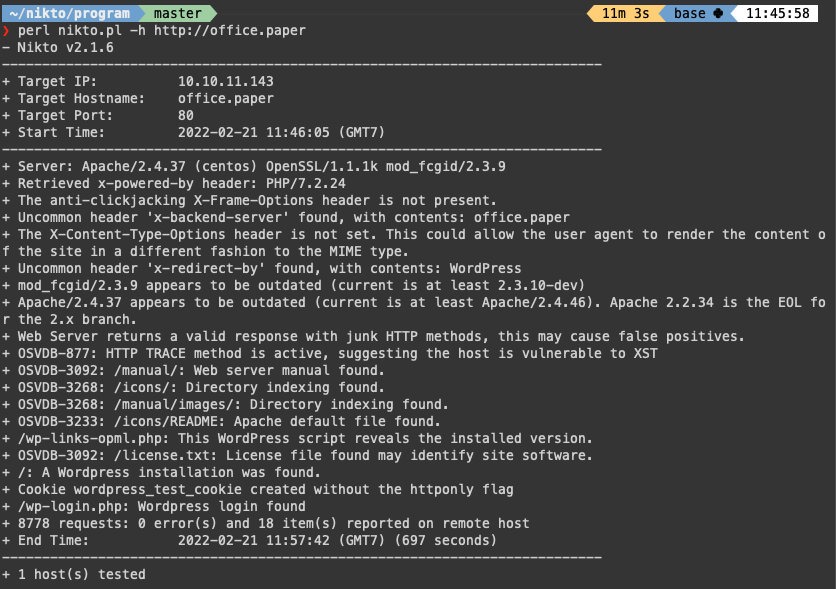 ~/nikto/program master 11m 3s base 11:45:58
❯ perl nikto.pl -h http://office.paper
- Nikto v2.1.6
---------------------------------------------------------------------------
+ Target IP:          10.10.11.143
+ Target Hostname:    office.paper
+ Target Port:        80
+ Start Time:         2022-02-21 11:46:05 (GMT7)
---------------------------------------------------------------------------
+ Server: Apache/2.4.37 (centos) OpenSSL/1.1.1k mod_fcgid/2.3.9
+ Retrieved x-powered-by header: PHP/7.2.24
+ The anti-clickjacking X-Frame-Options header is not present.
+ Uncommon header 'x-backend-server' found, with contents: office.paper
+ The X-Content-Type-Options header is not set. This could allow the user agent to render the content o
f the site in a different fashion to the MIME type.
+ Uncommon header 'x-redirect-by' found, with contents: WordPress
+ mod_fcgid/2.3.9 appears to be outdated (current is at least 2.3.10-dev)
+ Apache/2.4.37 appears to be outdated (current is at least Apache/2.4.46). Apache 2.2.34 is the EOL fo
r the 2.x branch.
+ Web Server returns a valid response with junk HTTP methods, this may cause false positives.
+ OSVDB-877: HTTP TRACE method is active, suggesting the host is vulnerable to XST
+ OSVDB-3092: /manual/: Web server manual found.
+ OSVDB-3268: /icons/: Directory indexing found.
+ OSVDB-3268: /manual/images/: Directory indexing found.
+ OSVDB-3233: /icons/README: Apache default file found.
+ /wp-links-opml.php: This WordPress script reveals the installed version.
+ OSVDB-3092: /license.txt: License file found may identify site software.
+ /: A Wordpress installation was found.
+ Cookie wordpress_test_cookie created without the httponly flag
+ /wp-login.php: Wordpress login found
+ 8778 requests: 0 error(s) and 18 item(s) reported on remote host
+ End Time:           2022-02-21 11:57:42 (GMT7) (697 seconds)
---------------------------------------------------------------------------
+ 1 host(s) tested